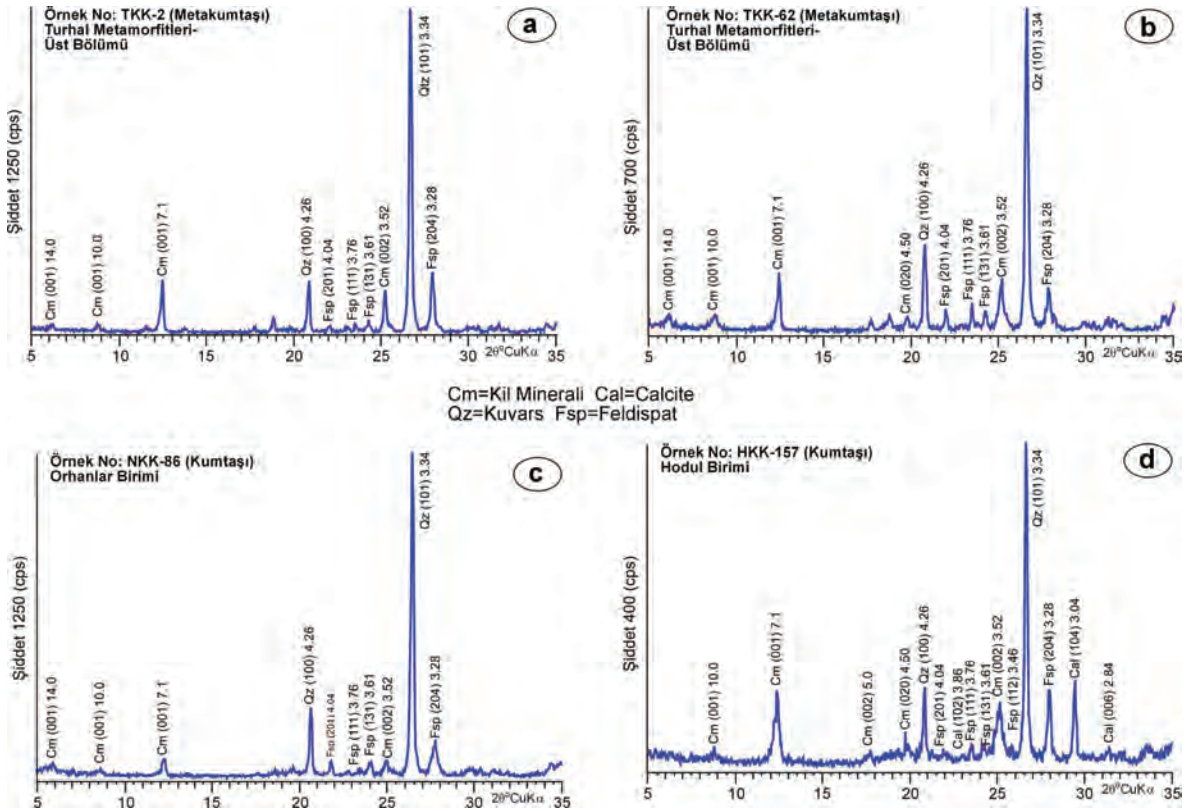 Örnek No: TKK-2 (Metakumtaşı)
Turhal Metamorfitleri-
Üst Bölümü
a
Şiddet 1250 (cps)
Cm (001) 14.0
Cm (001) 10.0
Cm (001) 7.1
Qz (100) 4.26
Fsp (201) 4.04
Fsp (111) 3.76
Fsp (131) 3.61
Cm (002) 3.52
Qtz (101) 3.34
Fsp (204) 3.28
5 10 15 20 25 30 35
2θ°CuKα
Örnek No: TKK-62 (Metakumtaşı)
Turhal Metamorfitleri-
Üst Bölümü
b
Şiddet 700 (cps)
Cm (001) 14.0
Cm (001) 10.0
Cm (001) 7.1
Cm (020) 4.50
Qz (100) 4.26
Fsp (201) 4.04
Fsp (111) 3.76
Fsp (131) 3.61
Cm (002) 3.52
Qz (101) 3.34
Fsp (204) 3.28
5 10 15 20 25 30 35
2θ°CuKα
Cm=Kil Minerali Cal=Calcite
Qz=Kuvars Fsp=Feldispat
Örnek No: NKK-86 (Kumtaşı)
Orhanlar Birimi
c
Şiddet 1250 (cps)
Cm (001) 14.0
Cm (001) 10.0
Cm (001) 7.1
Qz (100) 4.26
Fsp (201) 4.04
Fsp (111) 3.76
Fsp (131) 3.61
Cm (002) 3.52
Qz (101) 3.34
Fsp (204) 3.28
5 10 15 20 25 30 35
2θ°CuKα
Örnek No: HKK-157 (Kumtaşı)
Hodul Birimi
d
Şiddet 400 (cps)
Cm (001) 10.0
Cm (001) 7.1
Cm (002) 5.0
Cm (020) 4.50
Qz (100) 4.26
Fsp (201) 4.04
Cal (102) 3.86
Fsp (111) 3.76
Fsp (131) 3.61
Cm (002) 3.52
Fsp (112) 3.46
Qz (101) 3.34
Fsp (204) 3.28
Cal (104) 3.04
Cal (006) 2.84
5 10 15 20 25 30 35
2θ°CuKα